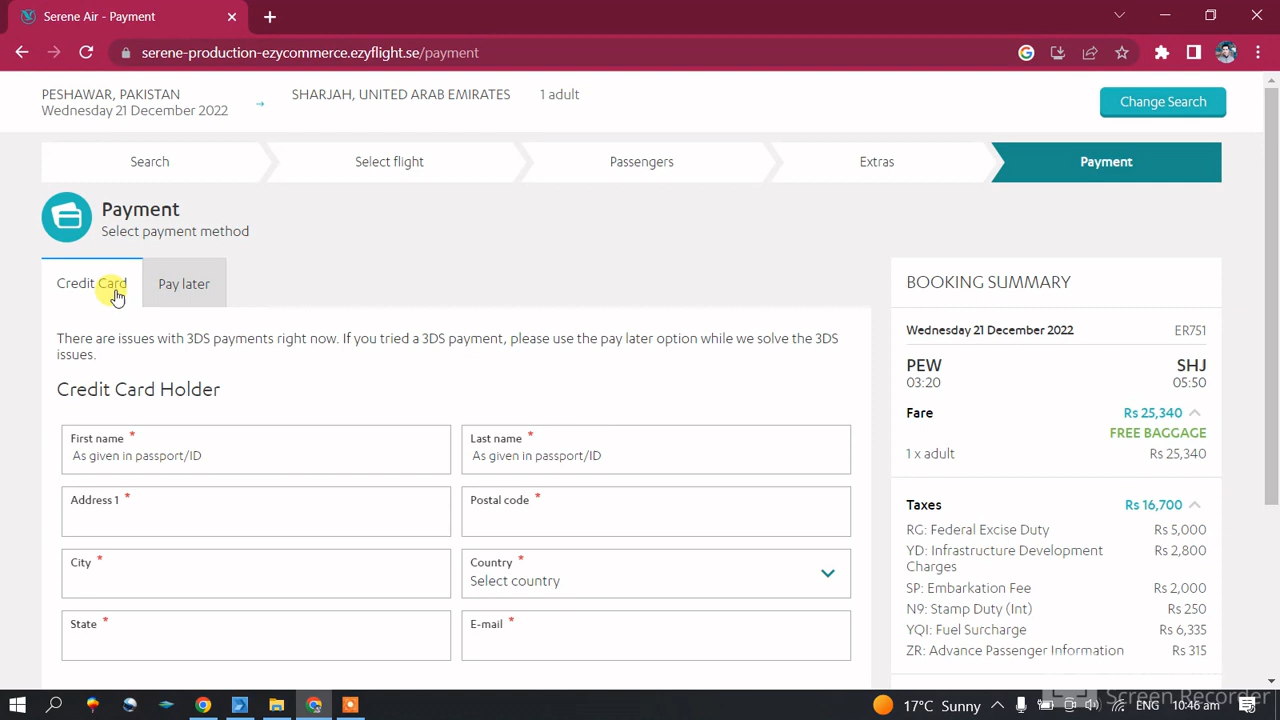 Serene Air - Payment
serene-production-ezycommerce.ezyflight.se/payment
PESHAWAR, PAKISTAN
Wednesday 21 December 2022
→
SHARJAH, UNITED ARAB EMIRATES
1 adult
Change Search
Search
Select flight
Passengers
Extras
Payment
Payment
Select payment method
Credit Card
Pay later
There are issues with 3DS payments right now. If you tried a 3DS payment, please use the pay later option while we solve the 3DS
issues.
Credit Card Holder
First name *
As given in passport/ID
Last name *
As given in passport/ID
Address 1 *
Postal code *
City *
Country *
Select country
State *
E-mail *
BOOKING SUMMARY
Wednesday 21 December 2022 ER751
PEW SHJ
03:20 05:50
Fare Rs 25,340
FREE BAGGAGE
1 x adult Rs 25,340
Taxes Rs 16,700
RG: Federal Excise Duty Rs 5,000
YD: Infrastructure Development Rs 2,800
Charges
SP: Embarkation Fee Rs 2,000
N9: Stamp Duty (Int) Rs 250
YQI: Fuel Surcharge Rs 6,335
ZR: Advance Passenger Information Rs 315
Screen Recorder
17°C Sunny
ENG
10:46 am